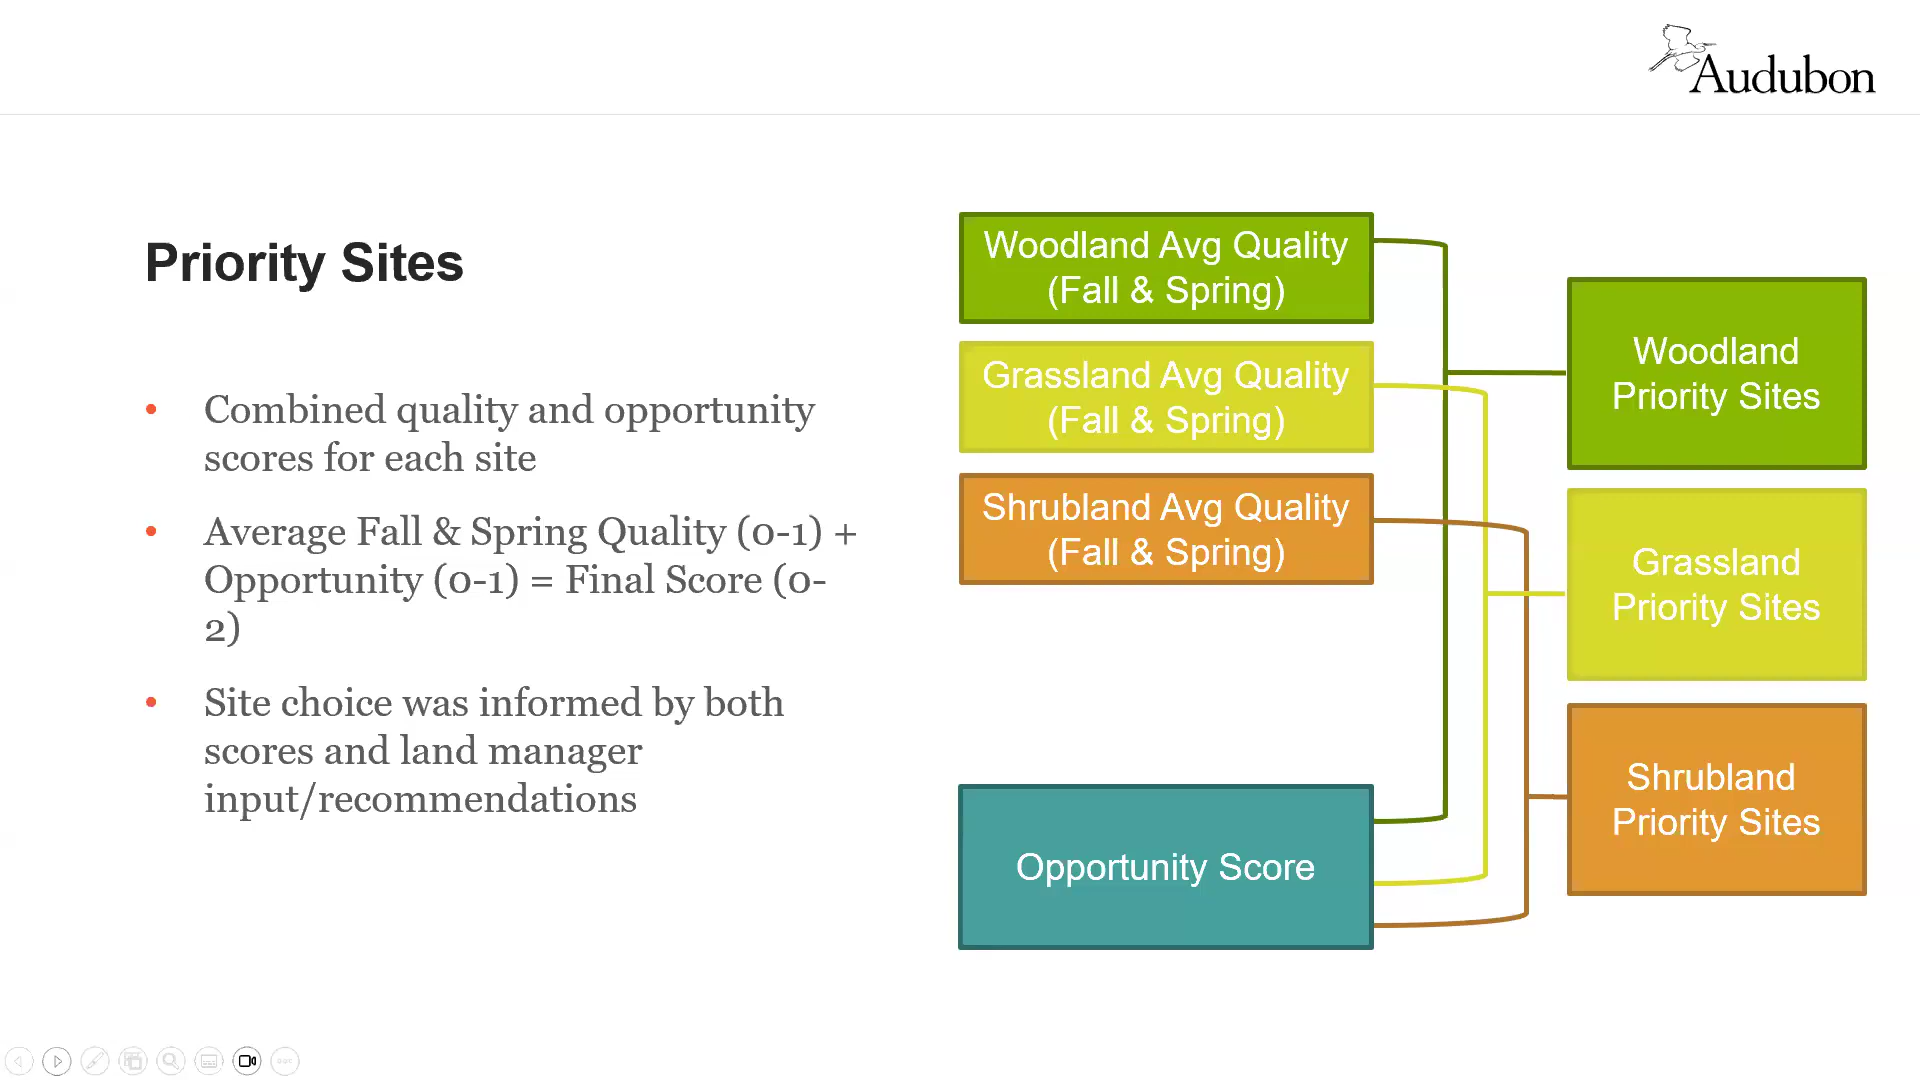 Audubon
Priority Sites
• Combined quality and opportunity
scores for each site
• Average Fall & Spring Quality (0-1) +
Opportunity (0-1) = Final Score (0-
2)
• Site choice was informed by both
scores and land manager
input/recommendations
Woodland Avg Quality
(Fall & Spring)
Grassland Avg Quality
(Fall & Spring)
Shrubland Avg Quality
(Fall & Spring)
Opportunity Score
Woodland
Priority Sites
Grassland
Priority Sites
Shrubland
Priority Sites